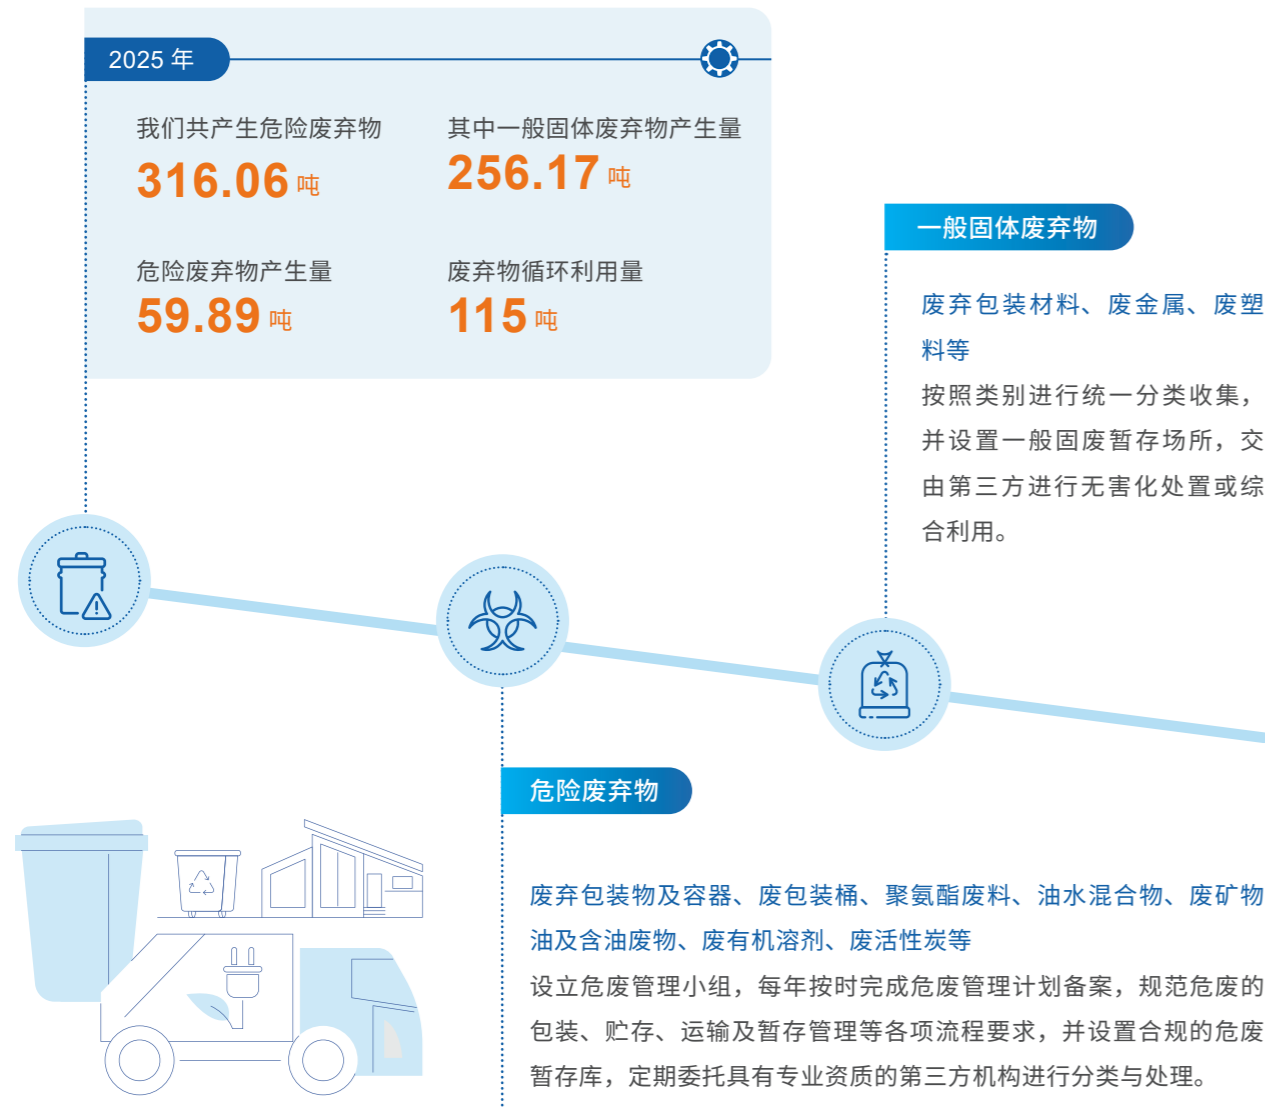 2025 年
我们共产生危险废弃物
316.06 吨
其中一般固体废弃物产生量
256.17 吨
危险废弃物产生量
59.89 吨
废弃物循环利用量
115 吨
一般固体废弃物
废弃包装材料、废金属、废塑
料等
按照类别进行统一分类收集，
并设置一般固废暂存场所，交
由第三方进行无害化处置或综
合利用。
危险废弃物
废弃包装物及容器、废包装桶、聚氨酯废料、油水混合物、废矿物
油及含油废物、废有机溶剂、废活性炭等
设立危废管理小组，每年按时完成危废管理计划备案，规范危废的
包装、贮存、运输及暂存管理等各项流程要求，并设置合规的危废
暂存库，定期委托具有专业资质的第三方机构进行分类与处理。